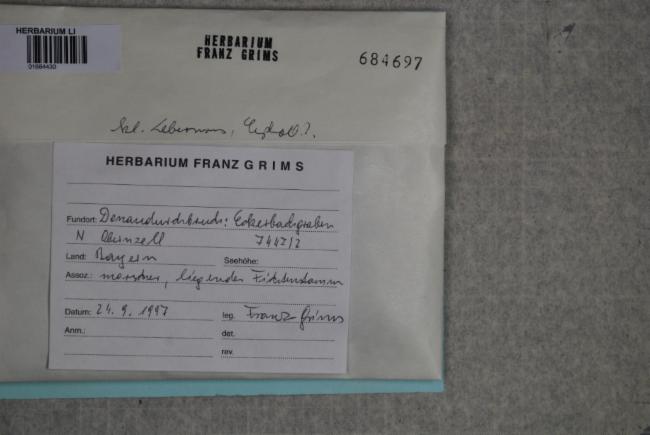 HERBARIUM LI
01684430
HERBARIUM
FRANZ GRIMS
684697
kl. Lebermoos,
HERBARIUM FRANZ GRIMS
Fundort: Donaudurchbruch: Eckerbachgraben
N Obernzell 7447/2
Land: Bayern Seehöhe:
Assoz.: morscher, liegender Fichtenstamm
Datum: 24. 9. 1997 leg. Franz Grims
Anm.: det.
rev.